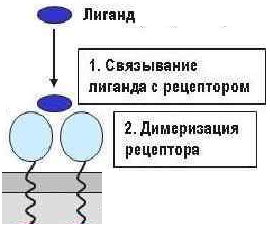 Лиганд
1. Связывание
лиганда с рецептором
2. Димеризация
рецептора